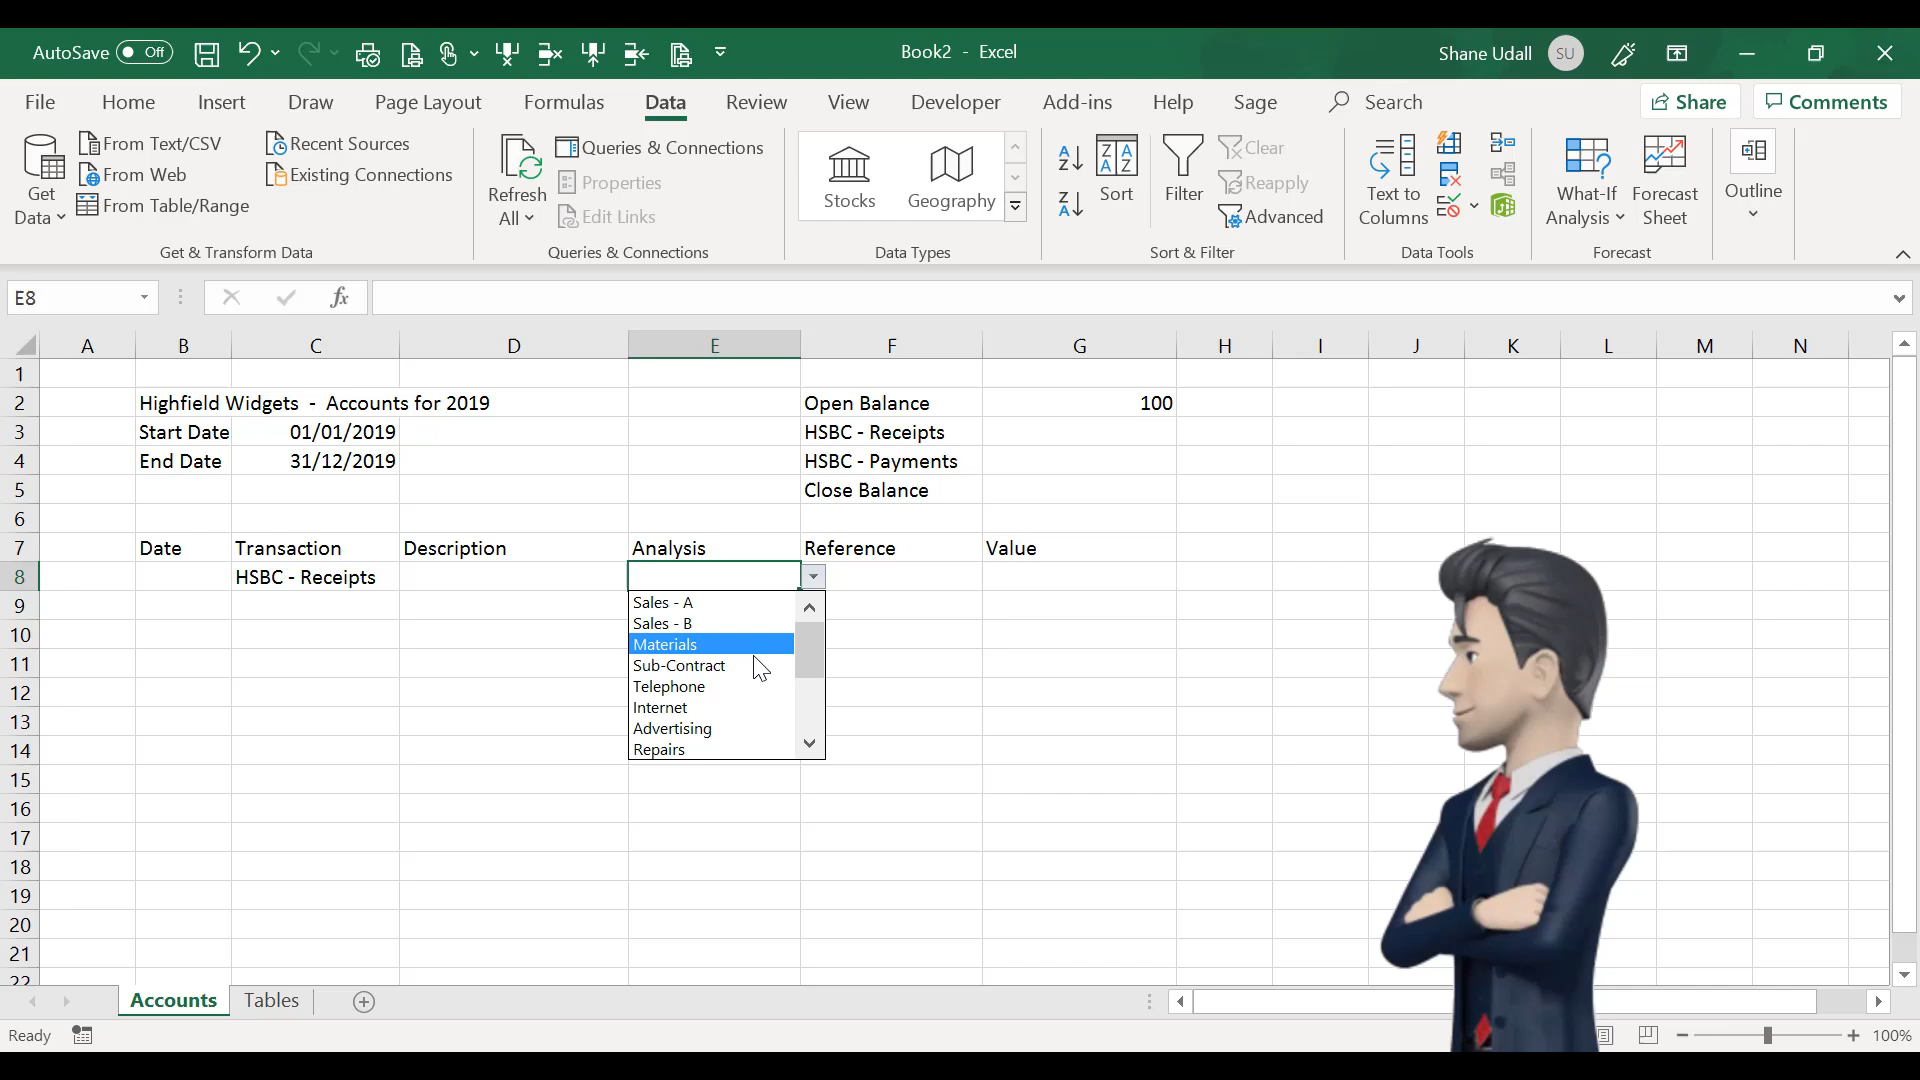 AutoSave Off Book2 - Excel Shane Udall SU
File Home Insert Draw Page Layout Formulas Data Review View Developer Add-ins Help Sage Search Share Comments
Get Data
From Text/CSV
From Web
From Table/Range
Recent Sources
Existing Connections
Get & Transform Data
Refresh All
Queries & Connections
Properties
Edit Links
Queries & Connections
Stocks Geography
Data Types
A Z
Z A
Z A A Z
Sort
Filter
Clear
Reapply
Advanced
Sort & Filter
Text to Columns
Data Tools
What-If Analysis
Forecast Sheet
Forecast
Outline
E8 fx
A B C D E F G H I J K L M N
1
2 Highfield Widgets - Accounts for 2019 Open Balance 100
3 Start Date 01/01/2019 HSBC - Receipts
4 End Date 31/12/2019 HSBC - Payments
5 Close Balance
6
7 Date Transaction Description Analysis Reference Value
8 HSBC - Receipts
9
10
11
12
13
14
15
16
17
18
19
20
21
22
Sales - A
Sales - B
Materials
Sub-Contract
Telephone
Internet
Advertising
Repairs
Accounts Tables
Ready 100%